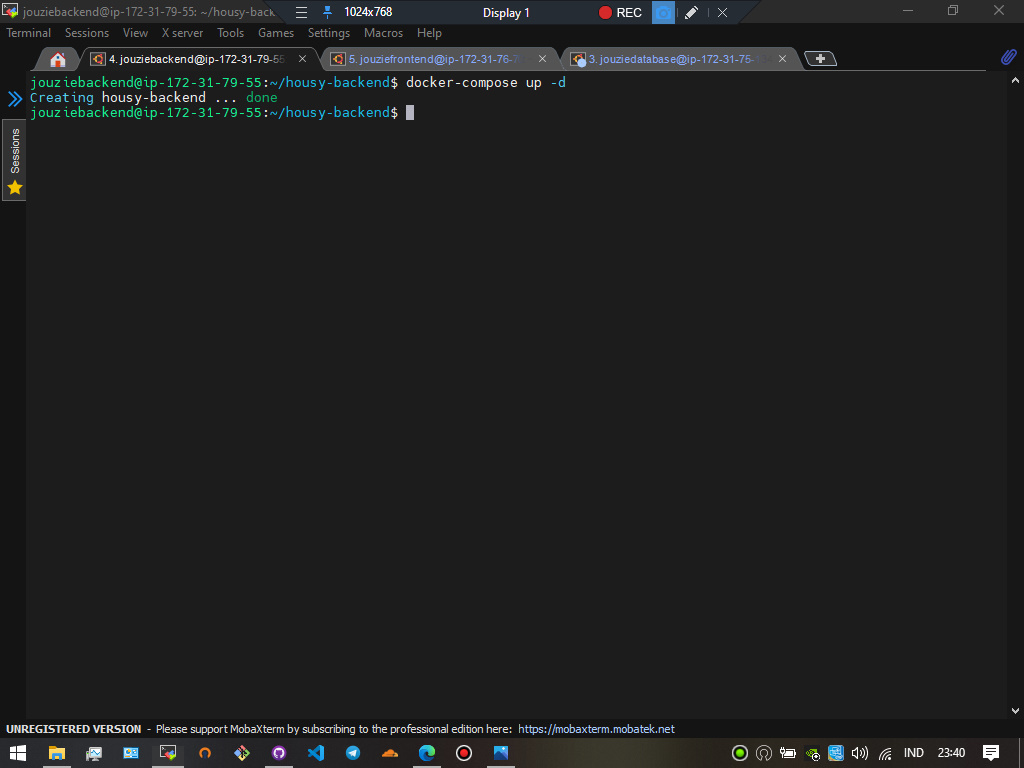 jouziebackend@ip-172-31-79-55: ~/housy-back
1024x768
Display 1
REC
Terminal Sessions View X server Tools Games Settings Macros Help
4. jouziebackend@ip-172-31-79-55
5. jouziefrontend@ip-172-31-76-7
3. jouziedatabase@ip-172-31-75-
jouziebackend@ip-172-31-79-55:~/housy-backend$ docker-compose up -d
Creating housy-backend ... done
jouziebackend@ip-172-31-79-55:~/housy-backend$
Sessions
UNREGISTERED VERSION - Please support MobaXterm by subscribing to the professional edition here: https://mobaxterm.mobatek.net
IND 23:40